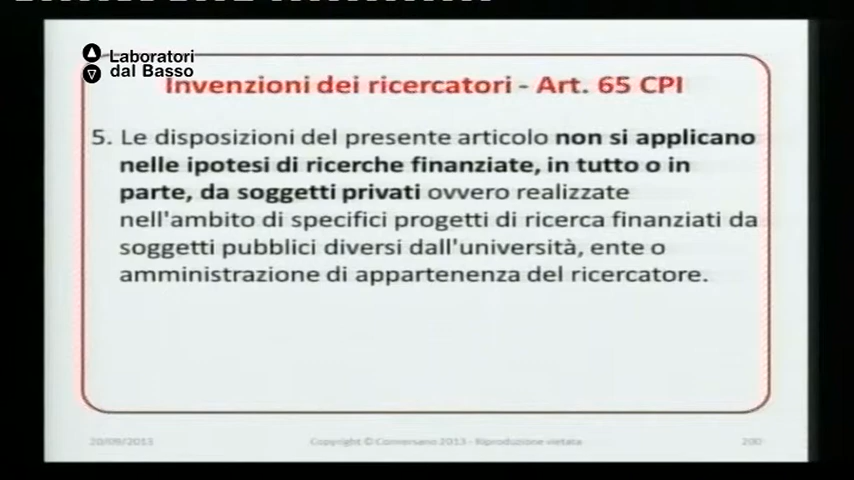 Laboratori
dal Basso
Invenzioni dei ricercatori - Art. 65 CPI
5. Le disposizioni del presente articolo non si applicano
nelle ipotesi di ricerche finanziate, in tutto o in
parte, da soggetti privati ovvero realizzate
nell'ambito di specifici progetti di ricerca finanziati da
soggetti pubblici diversi dall'università, ente o
amministrazione di appartenenza del ricercatore.
20/09/2013 Copyright © Conversano 2013 - Riproduzione vietata 200